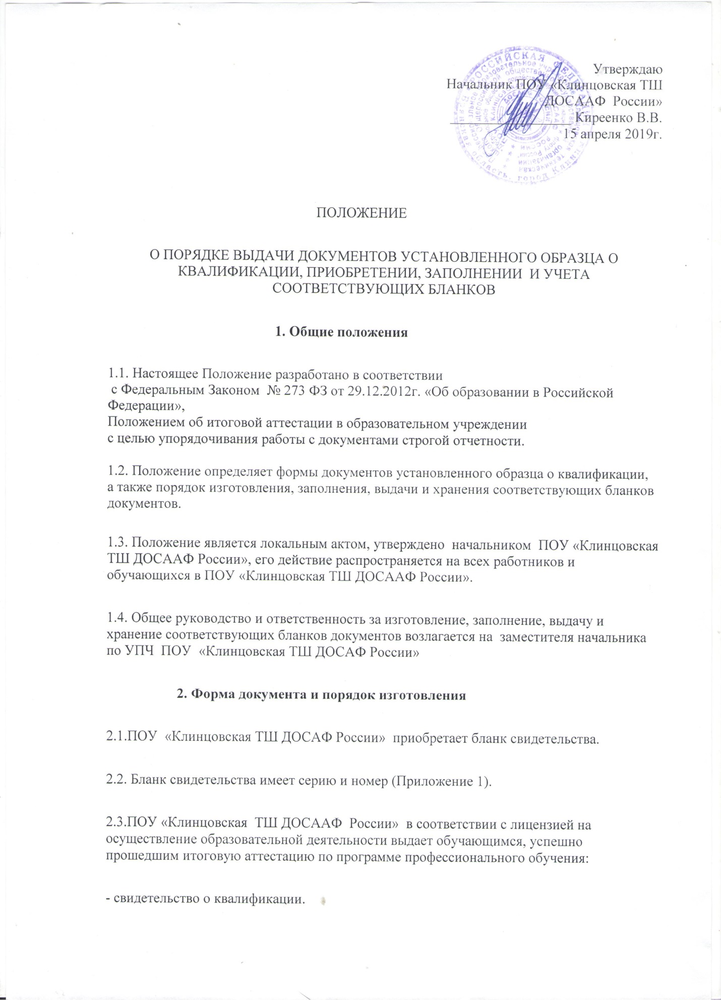 Утверждаю
Начальник ПОУ «Клинцовская ТШ
ДОСААФ  России»
Киреенко В.В.
15 апреля 2019г.
ПОЛОЖЕНИЕ
О ПОРЯДКЕ ВЫДАЧИ ДОКУМЕНТОВ УСТАНОВЛЕННОГО ОБРАЗЦА О
КВАЛИФИКАЦИИ, ПРИОБРЕТЕНИИ, ЗАПОЛНЕНИИ  И УЧЕТА
СООТВЕТСТВУЮЩИХ БЛАНКОВ
1. Общие положения
1.1. Настоящее Положение разработано в соответствии
с Федеральным Законом  № 273 ФЗ от 29.12.2012г. «Об образовании в Российской
Федерации»,
Положением об итоговой аттестации в образовательном учреждении
с целью упорядочивания работы с документами строгой отчетности.
1.2. Положение определяет формы документов установленного образца о квалификации,
а также порядок изготовления, заполнения, выдачи и хранения соответствующих бланков
документов.
1.3. Положение является локальным актом, утверждено  начальником  ПОУ «Клинцовская
ТШ ДОСААФ России», его действие распространяется на всех работников и
обучающихся в ПОУ «Клинцовская ТШ ДОСААФ России».
1.4. Общее руководство и ответственность за изготовление, заполнение, выдачу и
хранение соответствующих бланков документов возлагается на  заместителя начальника
по УПЧ  ПОУ  «Клинцовская ТШ ДОСАФ России»
2. Форма документа и порядок изготовления
2.1.ПОУ  «Клинцовская ТШ ДОСАФ России»  приобретает бланк свидетельства.
2.2. Бланк свидетельства имеет серию и номер (Приложение 1).
2.3.ПОУ «Клинцовская  ТШ ДОСААФ  России»  в соответствии с лицензией на
осуществление образовательной деятельности выдает обучающимся, успешно
прошедшим итоговую аттестацию по программе профессионального обучения:
- свидетельство о квалификации.